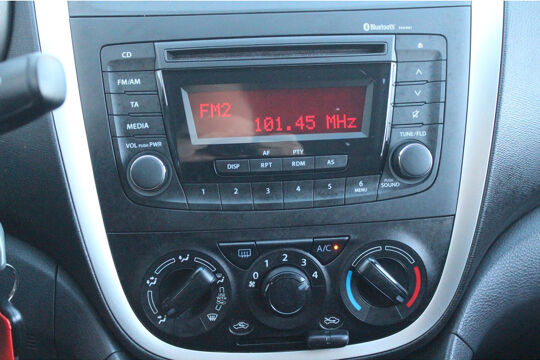 Bluetooth
CD
FM/AM
TA
MEDIA
VOL PUSH PWR
FM2
101.45 MHz
TUNE/FLD
PUSH SOUND
AF PTY
DISP RPT RDM AS
1 2 3 4 5 6
MENU
A/C
0 1 2 3 4